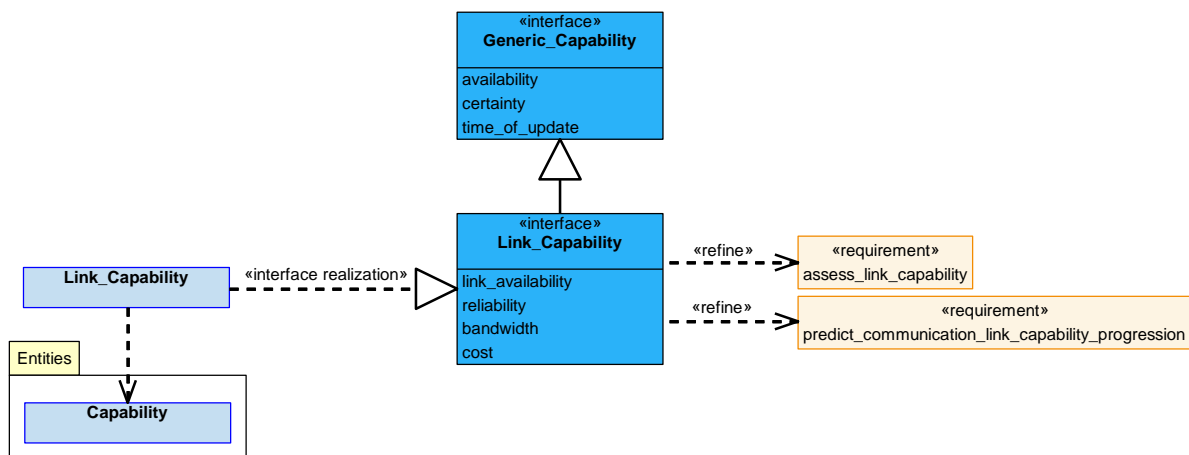 «interface»
Generic_Capability
availability
certainty
time_of_update
«interface»
Link_Capability
link_availability
reliability
bandwidth
cost
Link_Capability
«interface realization»
«refine»
«requirement»
assess_link_capability
«refine»
«requirement»
predict_communication_link_capability_progression
Entities
Capability